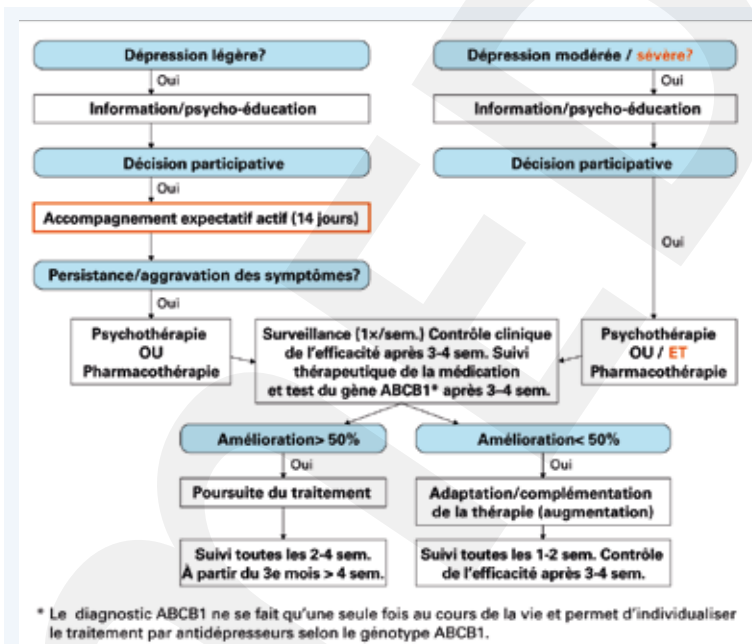 Dépression légère?
Oui
Information/psycho-éducation
Décision participative
Oui
Accompagnement expectatif actif (14 jours)
Persistance/aggravation des symptômes?
Oui
Psychothérapie
OU
Pharmacothérapie
Dépression modérée / sévère?
Oui
Information/psycho-éducation
Décision participative
Oui
Psychothérapie
OU / ET
Pharmacothérapie
Surveillance (1×/sem.) Contrôle clinique
de l'efficacité après 3-4 sem. Suivi
thérapeutique de la médication
et test du gène ABCB1* après 3–4 sem.
Amélioration> 50%
Oui
Poursuite du traitement
Suivi toutes les 2-4 sem.
À partir du 3e mois > 4 sem.
Amélioration< 50%
Oui
Adaptation/complémentation
de la thérapie (augmentation)
Suivi toutes les 1-2 sem. Contrôle
de l'efficacité après 3-4 sem.
* Le diagnostic ABCB1 ne se fait qu'une seule fois au cours de la vie et permet d'individualiser
le traitement par antidépresseurs selon le génotype ABCB1.